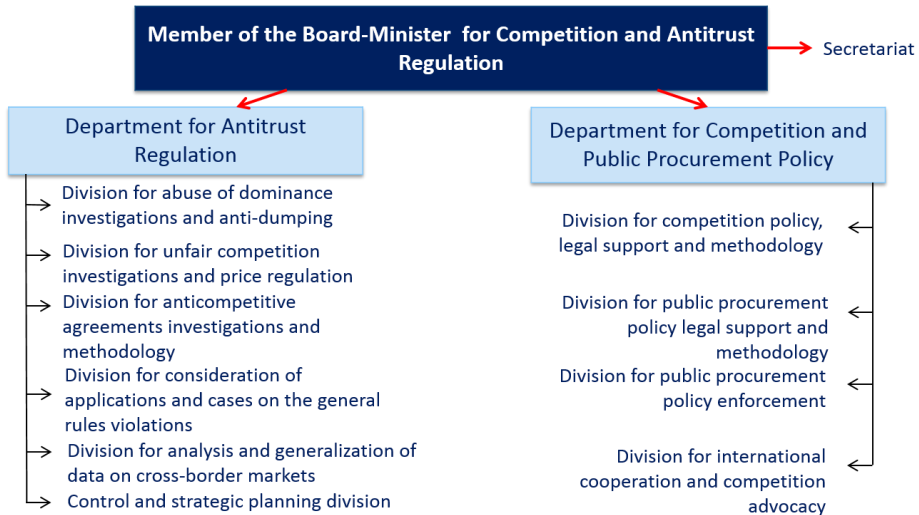 Member of the Board-Minister for Competition and Antitrust
Regulation
Secretariat
Department for Antitrust
Regulation
Division for abuse of dominance
investigations and anti-dumping
Division for unfair competition
investigations and price regulation
Division for anticompetitive
agreements investigations and
methodology
Division for consideration of
applications and cases on the general
rules violations
Division for analysis and generalization of
data on cross-border markets
Control and strategic planning division
Department for Competition and
Public Procurement Policy
Division for competition policy,
legal support and methodology
Division for public procurement
policy legal support and
methodology
Division for public procurement
policy enforcement
Division for international
cooperation and competition
advocacy